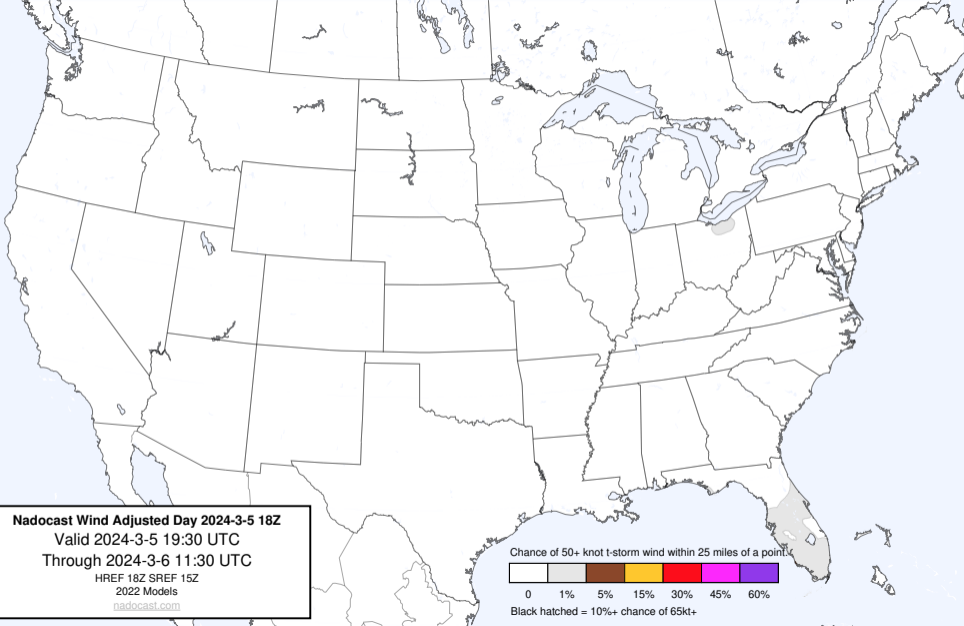 Nadocast Wind Adjusted Day 2024-3-5 18Z
Valid 2024-3-5 19:30 UTC
Through 2024-3-6 11:30 UTC
HREF 18Z SREF 15Z
2022 Models
nadocast.com
Chance of 50+ knot t-storm wind within 25 miles of a point.
0 1% 5% 15% 30% 45% 60%
Black hatched = 10%+ chance of 65kt+